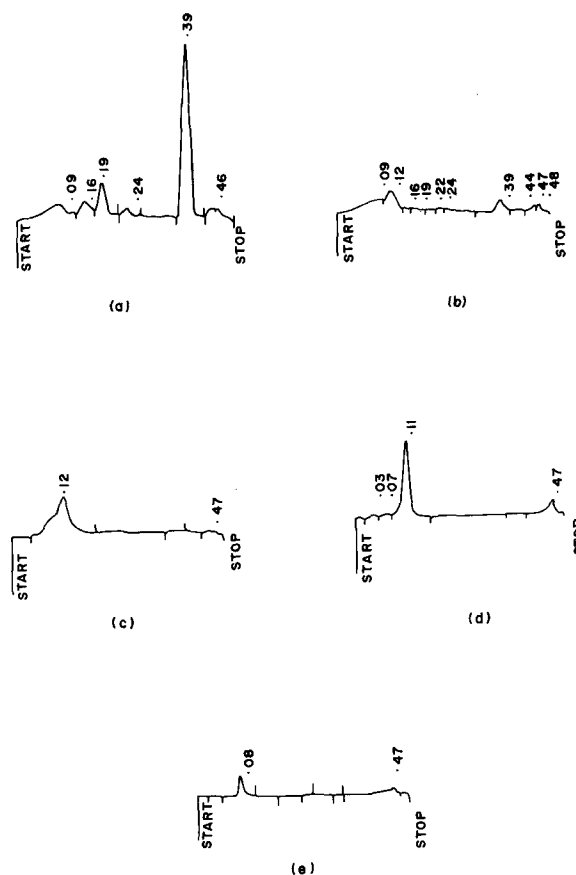 .39
.09
.16
.19
.24
.46
START
STOP
(a)
.09
.12
.16
.19
.22
.24
.39
.44
.47
.48
START
STOP
(b)
.12
.47
START
STOP
(c)
.03
.07
.11
.47
START
STOP
(d)
.08
.47
START
STOP
(e)